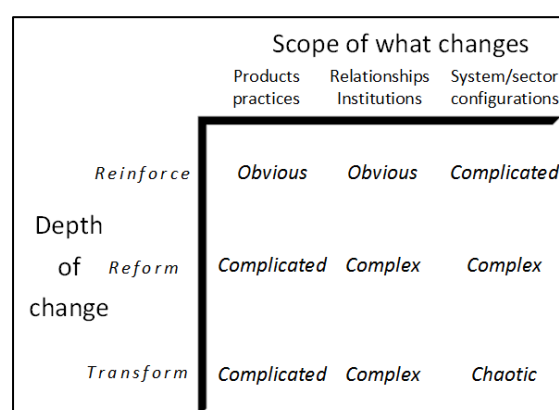 Scope of what changes
Products Relationships System/sector
practices Institutions configurations
Reinforce Obvious Obvious Complicated
Depth
of
change
Reform Complicated Complex Complex
Transform Complicated Complex Chaotic